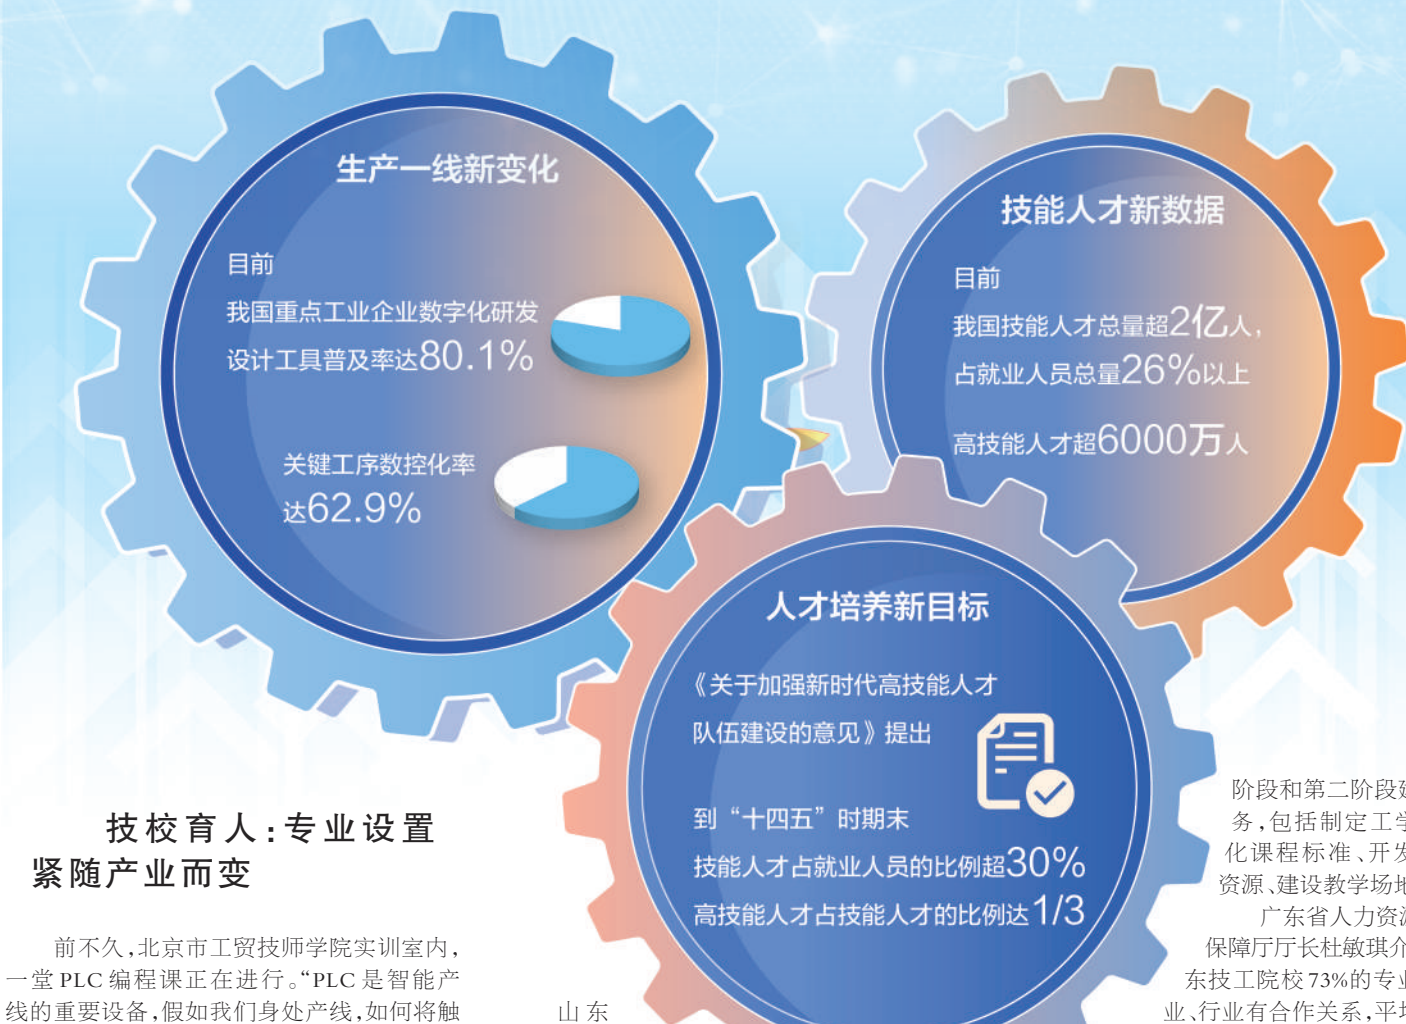 生产一线新变化
目前
我国重点工业企业数字化研发
设计工具普及率达80.1%
关键工序数控化率
达62.9%
技能人才新数据
目前
我国技能人才总量超2亿人，
占就业人员总量26%以上
高技能人才超6000万人
人才培养新目标
《关于加强新时代高技能人才
队伍建设的意见》提出
到“十四五”时期末
技能人才占就业人员的比例超30%
高技能人才占技能人才的比例达1/3
技校育人：专业设置
紧随产业而变
前不久，北京市工贸技师学院实训室内，
一堂PLC编程课正在进行。“PLC是智能产
线的重要设备，假如我们身处产线，如何将触
山东
阶段和第二阶段建
务，包括制定工学
化课程标准、开发
资源、建设教学场地
广东省人力资源
保障厅厅长杜敏琪介
东技工院校73%的专业
业、行业有合作关系，平均